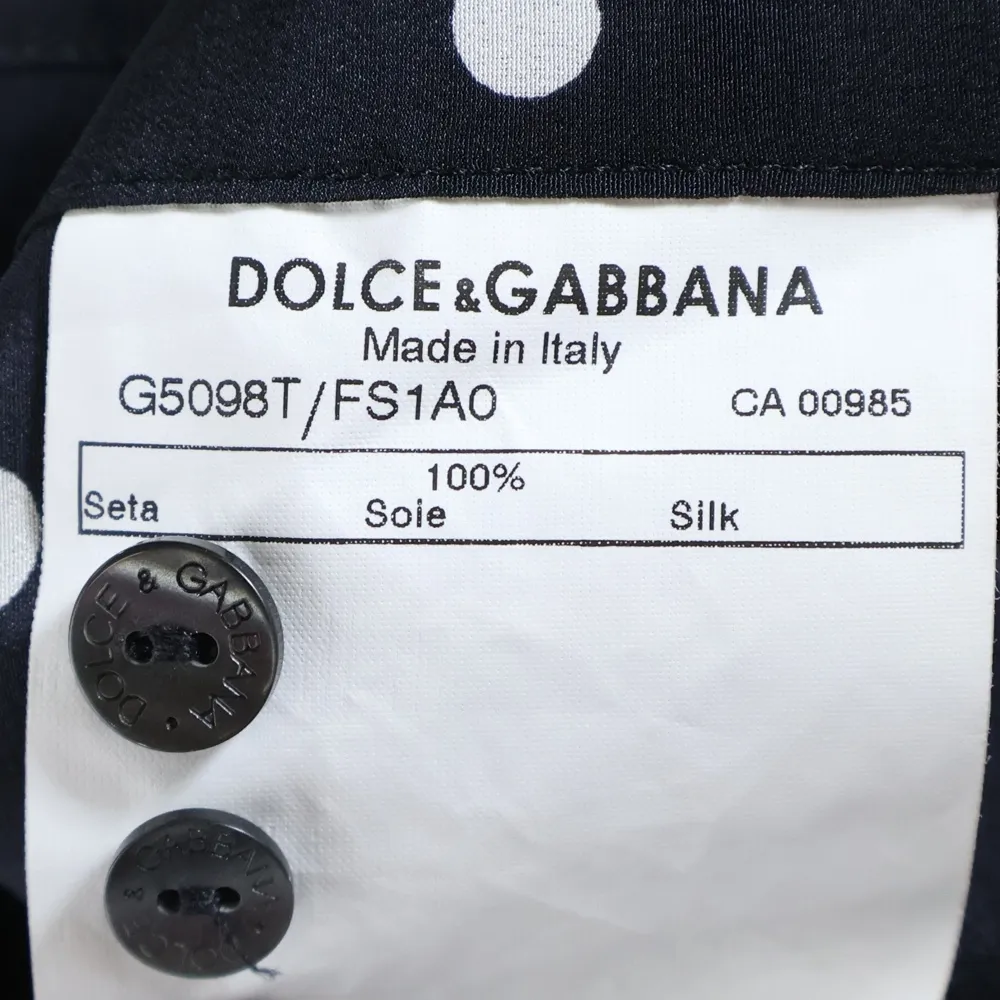 DOLCE&GABBANA
Made in Italy
G5098T/FS1A0 CA 00985
100%
Seta Soie Silk
DOLCE & GABBANA •
DOLCE & GABBANA •